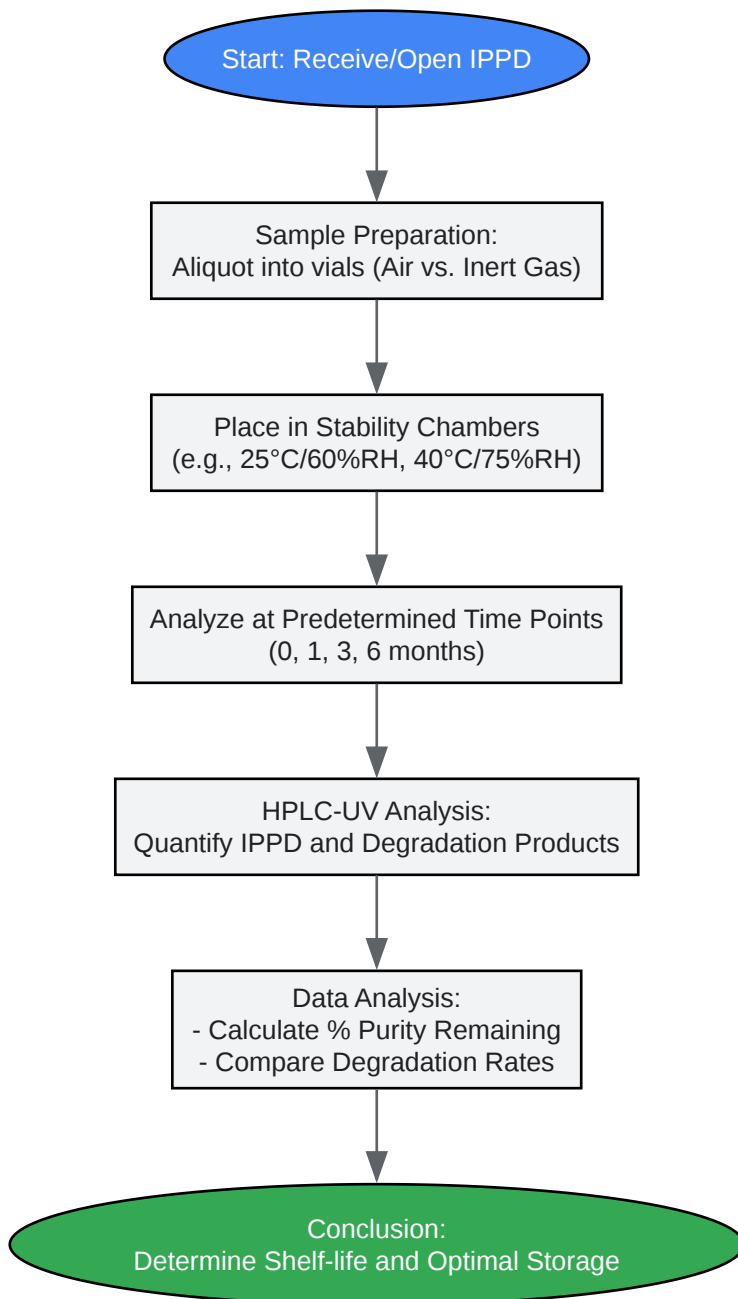 Start: Receive/Open IPPD
Sample Preparation:
Aliquot into vials (Air vs. Inert Gas)
Place in Stability Chambers
(e.g., 25°C/60%RH, 40°C/75%RH)
Analyze at Predetermined Time Points
(0, 1, 3, 6 months)
HPLC-UV Analysis:
Quantify IPPD and Degradation Products
Data Analysis:
- Calculate % Purity Remaining
- Compare Degradation Rates
Conclusion:
Determine Shelf-life and Optimal Storage